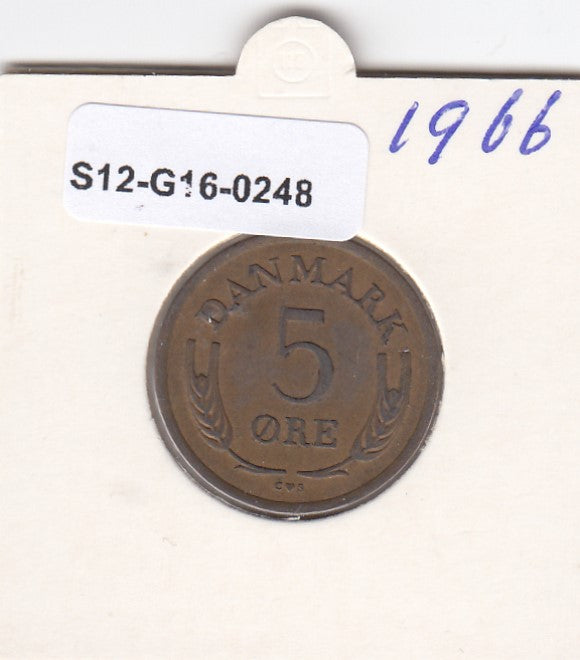 1966
S12-G16-0248
DANMARK
5
ØRE
C♥S